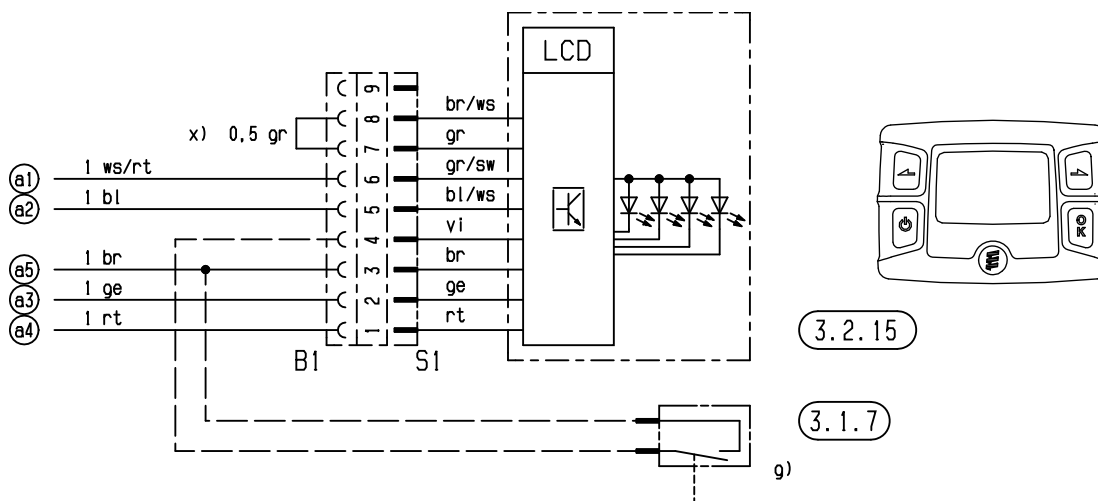 LCD
9
br/ws
8
x) 0,5 gr
gr
7
a1 1 ws/rt
gr/sw
6
a2 1 bl
bl/ws
5
vi
4
a5 1 br
br
3
a3 1 ge
ge
2
a4 1 rt
rt
1
B1
S1
OK
3.2.15
3.1.7
g)